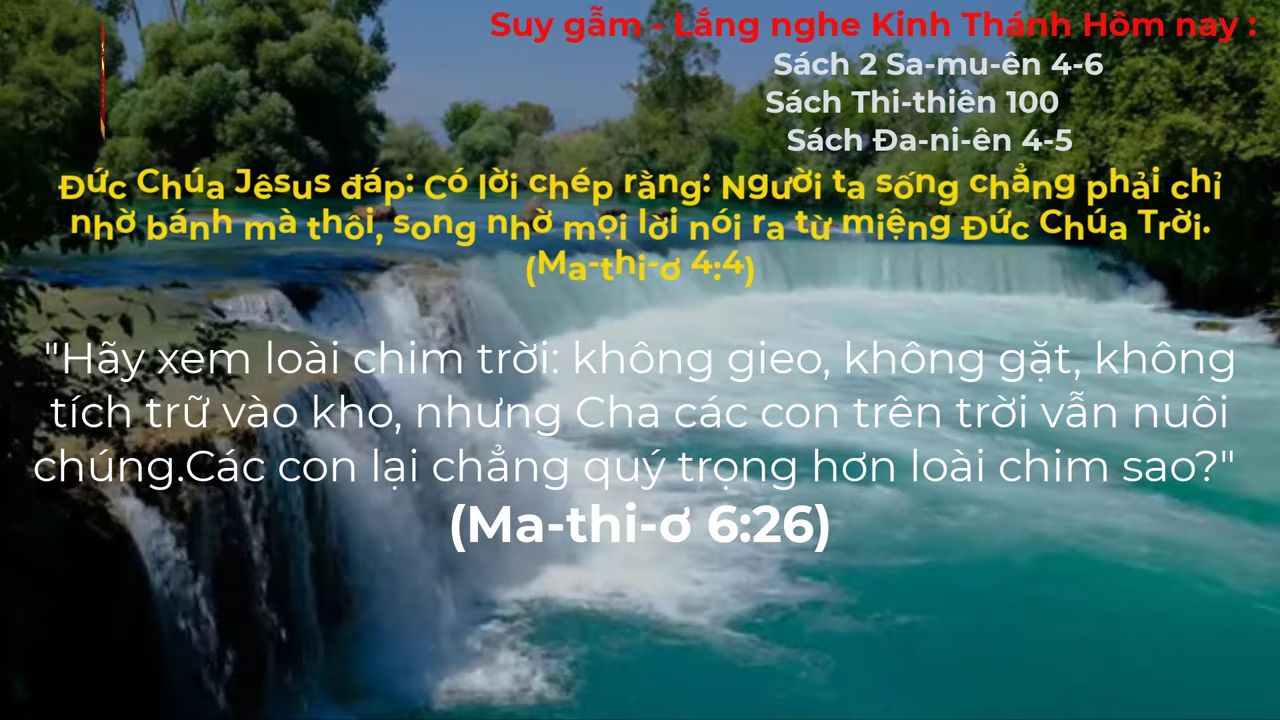 Suy gẫm - Lắng nghe Kinh Thánh Hôm nay :
Sách 2 Sa-mu-ên 4-6
Sách Thi-thiên 100
Sách Đa-ni-ên 4-5
Đức Chúa Jêsus đáp: Có lời chép rằng: Người ta sống chẳng phải chỉ
nhờ bánh mà thôi, song nhờ mọi lời nói ra từ miệng Đức Chúa Trời.
(Ma-thi-ơ 4:4)
"Hãy xem loài chim trời: không gieo, không gặt, không
tích trữ vào kho, nhưng Cha các con trên trời vẫn nuôi
chúng.Các con lại chẳng quý trọng hơn loài chim sao?"
(Ma-thi-ơ 6:26)